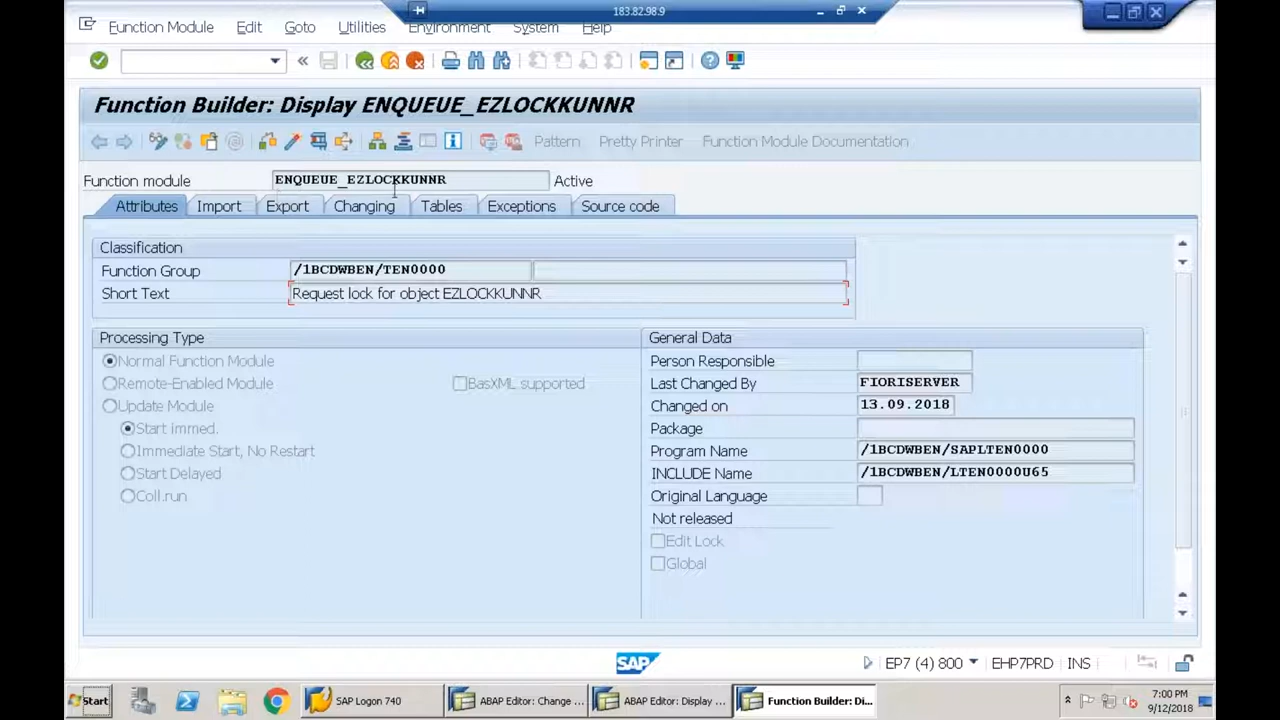 183.82.98.9
Function Module Edit Goto Utilities Environment System Help
Function Builder: Display ENQUEUE_EZLOCKKUNNR
Pattern Pretty Printer Function Module Documentation
Function module ENQUEUE_EZLOCKKUNNR Active
Attributes Import Export Changing Tables Exceptions Source code
Classification
Function Group /1BCDWBEN/TEN0000
Short Text Request lock for object EZLOCKKUNNR
Processing Type
General Data
Normal Function Module
Person Responsible
Remote-Enabled Module
BasXML supported
Last Changed By FIORISERVER
Update Module
Changed on 13.09.2018
Start immed.
Package
Immediate Start, No Restart
Program Name /1BCDWBEN/SAPLTEN0000
Start Delayed
INCLUDE Name /1BCDWBEN/LTEN0000U65
Coll.run
Original Language
Not released
Edit Lock
Global
SAP EP7 (4) 800 EHP7PRD INS
Start SAP Logon 740 ABAP Editor: Change ... ABAP Editor: Display ... Function Builder: Di...
7:00 PM
9/12/2018